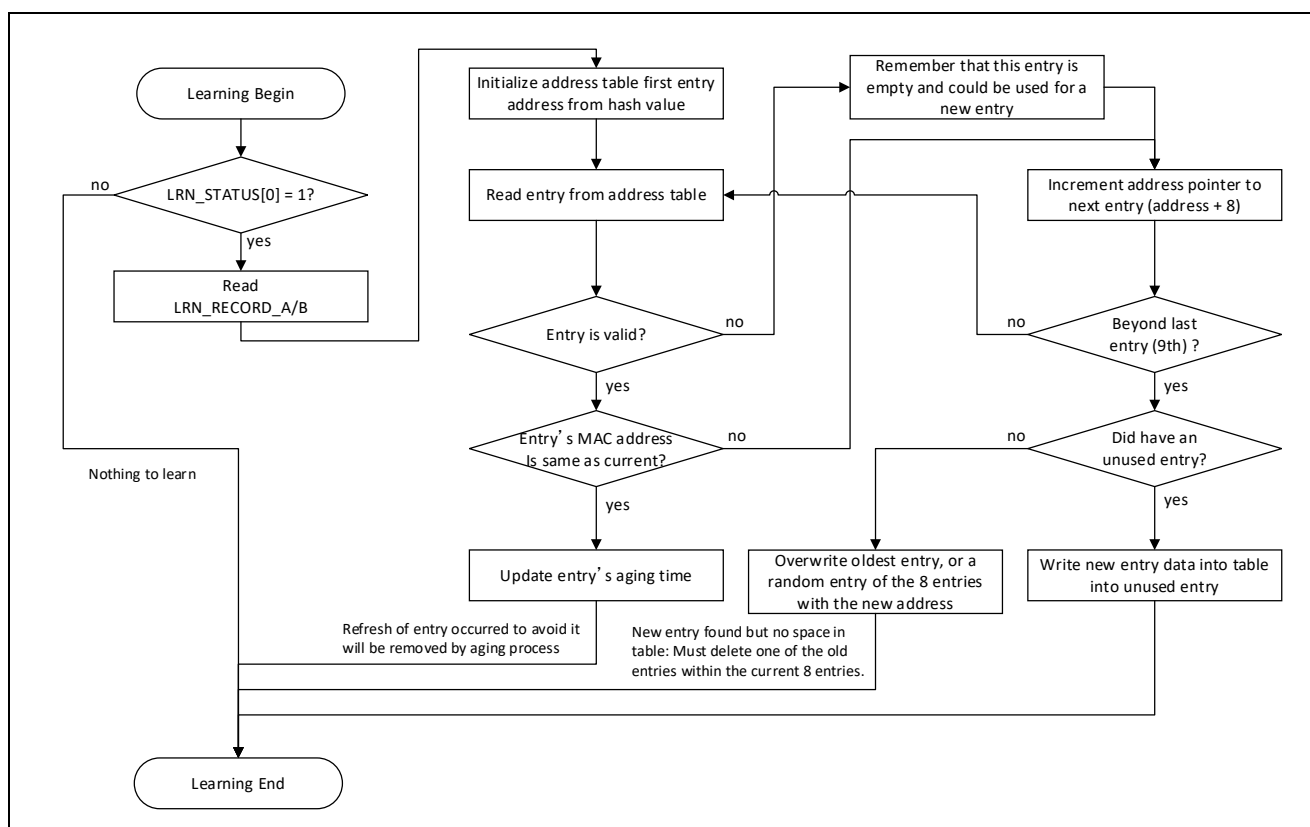 Learning Begin
no
LRN_STATUS[0] = 1?
yes
Read
LRN_RECORD_A/B
Nothing to learn
Initialize address table first entry
address from hash value
Read entry from address table
Entry is valid?
no
yes
Entry's MAC address
Is same as current?
no
yes
Update entry's aging time
Refresh of entry occurred to avoid it
will be removed by aging process
Remember that this entry is
empty and could be used for a
new entry
Increment address pointer to
next entry (address + 8)
no
Beyond last
entry (9th) ?
yes
no
Did have an
unused entry?
yes
Overwrite oldest entry, or a
random entry of the 8 entries
with the new address
Write new entry data into table
into unused entry
New entry found but no space in
table: Must delete one of the old
entries within the current 8 entries.
Learning End